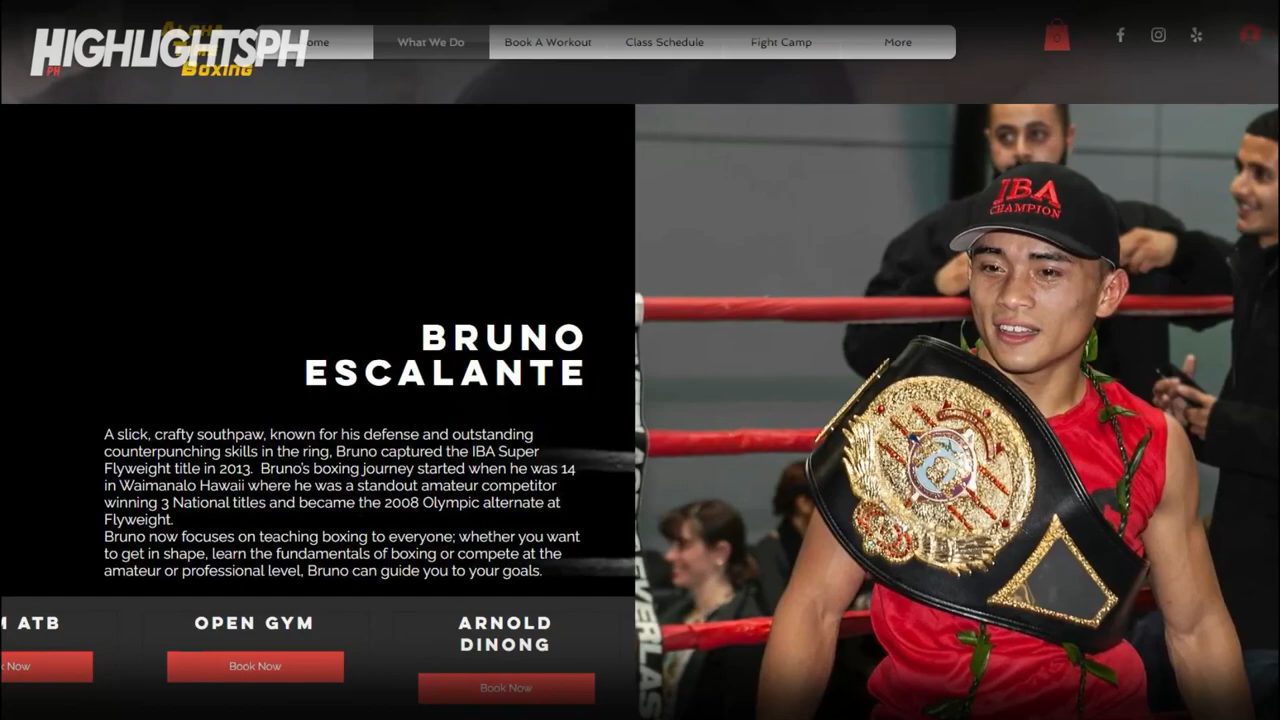 HIGHLIGHTSPH
PH
Boxing
ome
What We Do
Book A Workout
Class Schedule
Fight Camp
More
0
IBA
CHAMPION
BRUNO
ESCALANTE
A slick, crafty southpaw, known for his defense and outstanding
counterpunching skills in the ring, Bruno captured the IBA Super
Flyweight title in 2013. Bruno's boxing journey started when he was 14
in Waimanalo Hawaii where he was a standout amateur competitor
winning 3 National titles and became the 2008 Olympic alternate at
Flyweight.
Bruno now focuses on teaching boxing to everyone; whether you want
to get in shape, learn the fundamentals of boxing or compete at the
amateur or professional level, Bruno can guide you to your goals.
EVERLAS
M ATB
OPEN GYM
ARNOLD
DINONG
k Now
Book Now
Book Now